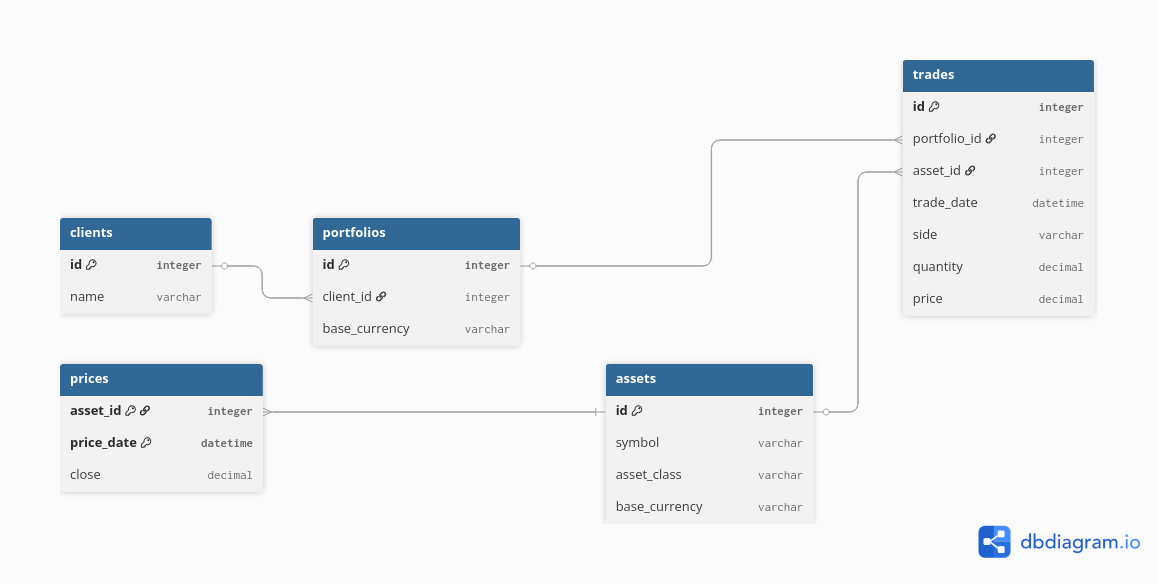 trades
id integer
portfolio_id integer
asset_id integer
trade_date datetime
side varchar
quantity decimal
price decimal
clients
id integer
name varchar
portfolios
id integer
client_id integer
base_currency varchar
prices
asset_id integer
price_date datetime
close decimal
assets
id integer
symbol varchar
asset_class varchar
base_currency varchar
dbdiagram.io